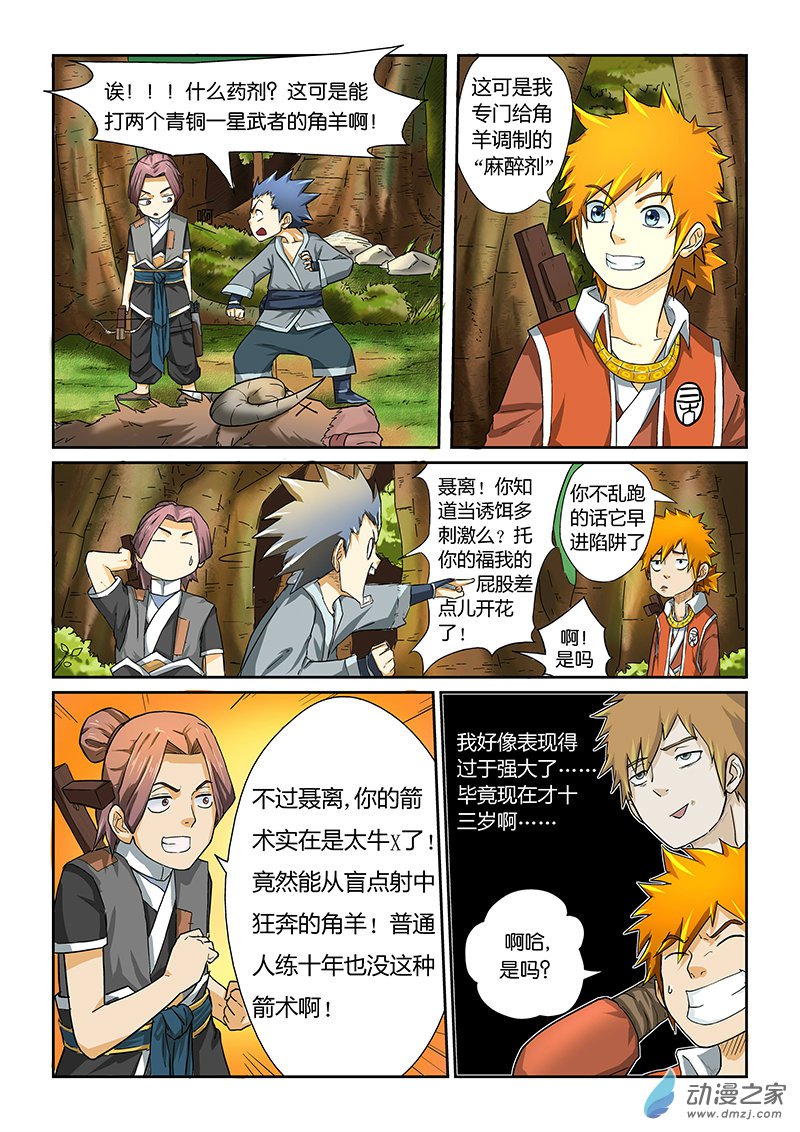 诶！！！什么药剂？这可是能
打两个青铜一星武者的角羊啊！
啊
这可是我
专门给角
羊调制的
“麻醉剂”
聂离！你知
道当诱饵多
刺激么？托
你的福我的
屁股差
点儿开花
了！
你不乱跑
的话它早
进陷阱了
啊！
是吗
不过聂离，你的箭
术实在是太牛X了！
竟然能从盲点射中
狂奔的角羊！普通
人练十年也没这种
箭术啊！
我好像表现得
过于强大了……
毕竟现在才十
三岁啊……
啊哈，
是吗？
动漫之家
www.dmzj.com